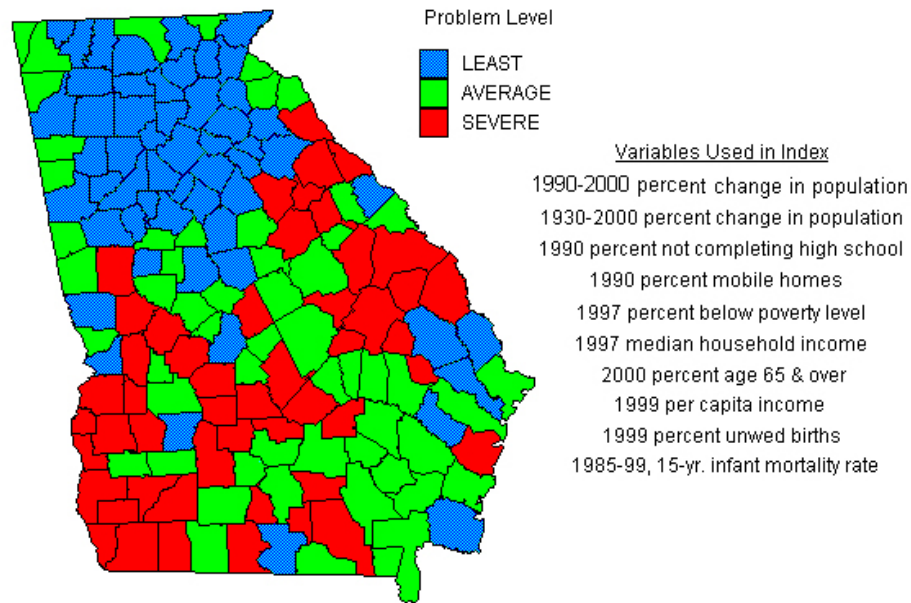 Problem Level
LEAST
AVERAGE
SEVERE
Variables Used in Index
1990-2000 percent change in population
1930-2000 percent change in population
1990 percent not completing high school
1990 percent mobile homes
1997 percent below poverty level
1997 median household income
2000 percent age 65 & over
1999 per capita income
1999 percent unwed births
1985-99, 15-yr. infant mortality rate